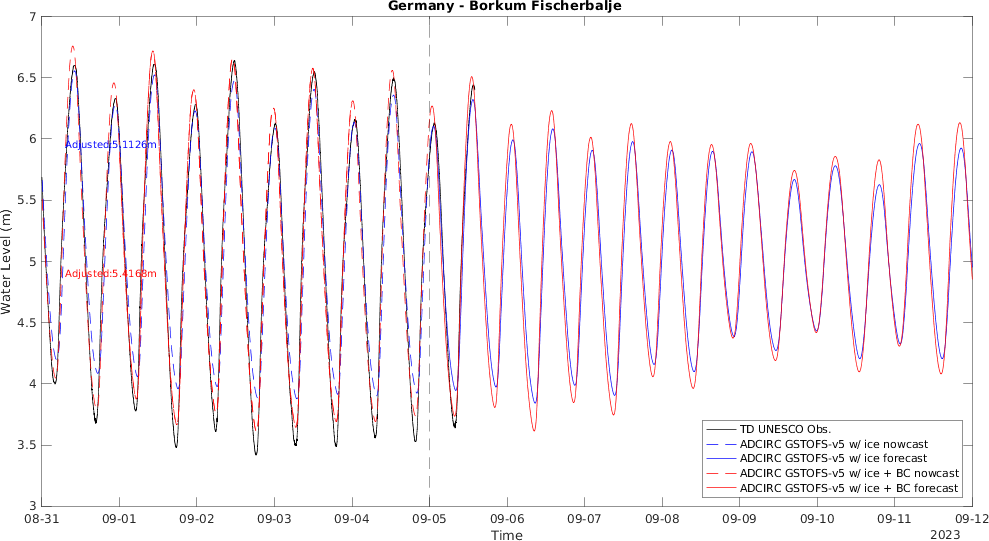 Germany - Borkum Fischerbalje
7
6.5
6
5.5
5
4.5
4
3.5
3
Water Level (m)
Adjusted:5.1126m
Adjusted:5.4168m
TD UNESCO Obs.
ADCIRC GSTOFS-v5 w/ ice nowcast
ADCIRC GSTOFS-v5 w/ ice forecast
ADCIRC GSTOFS-v5 w/ ice + BC nowcast
ADCIRC GSTOFS-v5 w/ ice + BC forecast
08-31 09-01 09-02 09-03 09-04 09-05 09-06 09-07 09-08 09-09 09-10 09-11 09-12
Time
2023